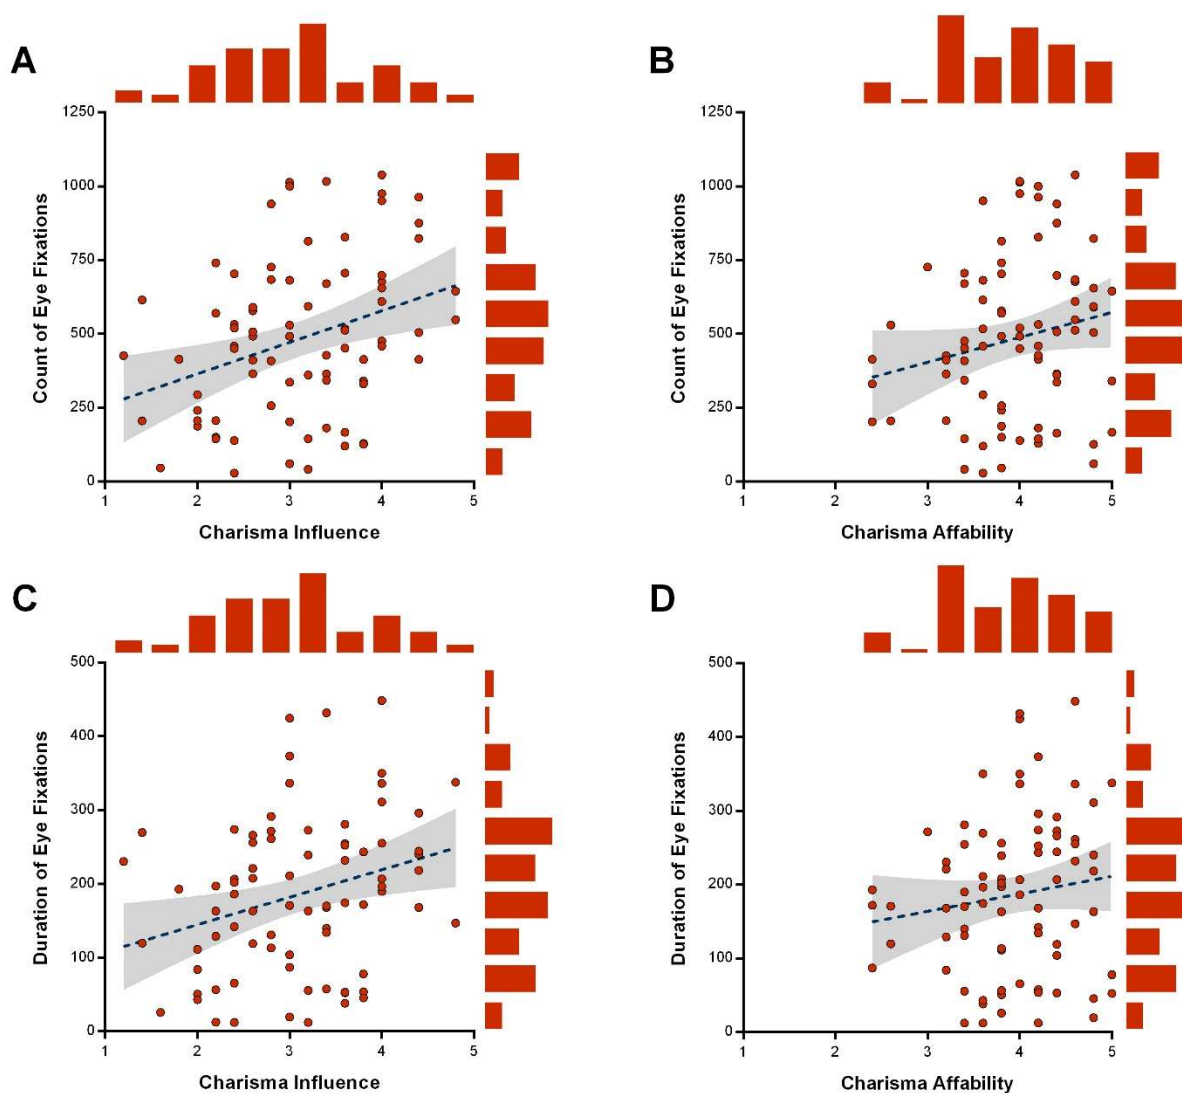 A
B
1250
1000
750
500
250
0
Count of Eye Fixations
1 2 3 4 5
Charisma Influence
1250
1000
750
500
250
0
Count of Eye Fixations
1 2 3 4 5
Charisma Affability
C
D
500
400
300
200
100
0
Duration of Eye Fixations
1 2 3 4 5
Charisma Influence
500
400
300
200
100
0
Duration of Eye Fixations
1 2 3 4 5
Charisma Affability